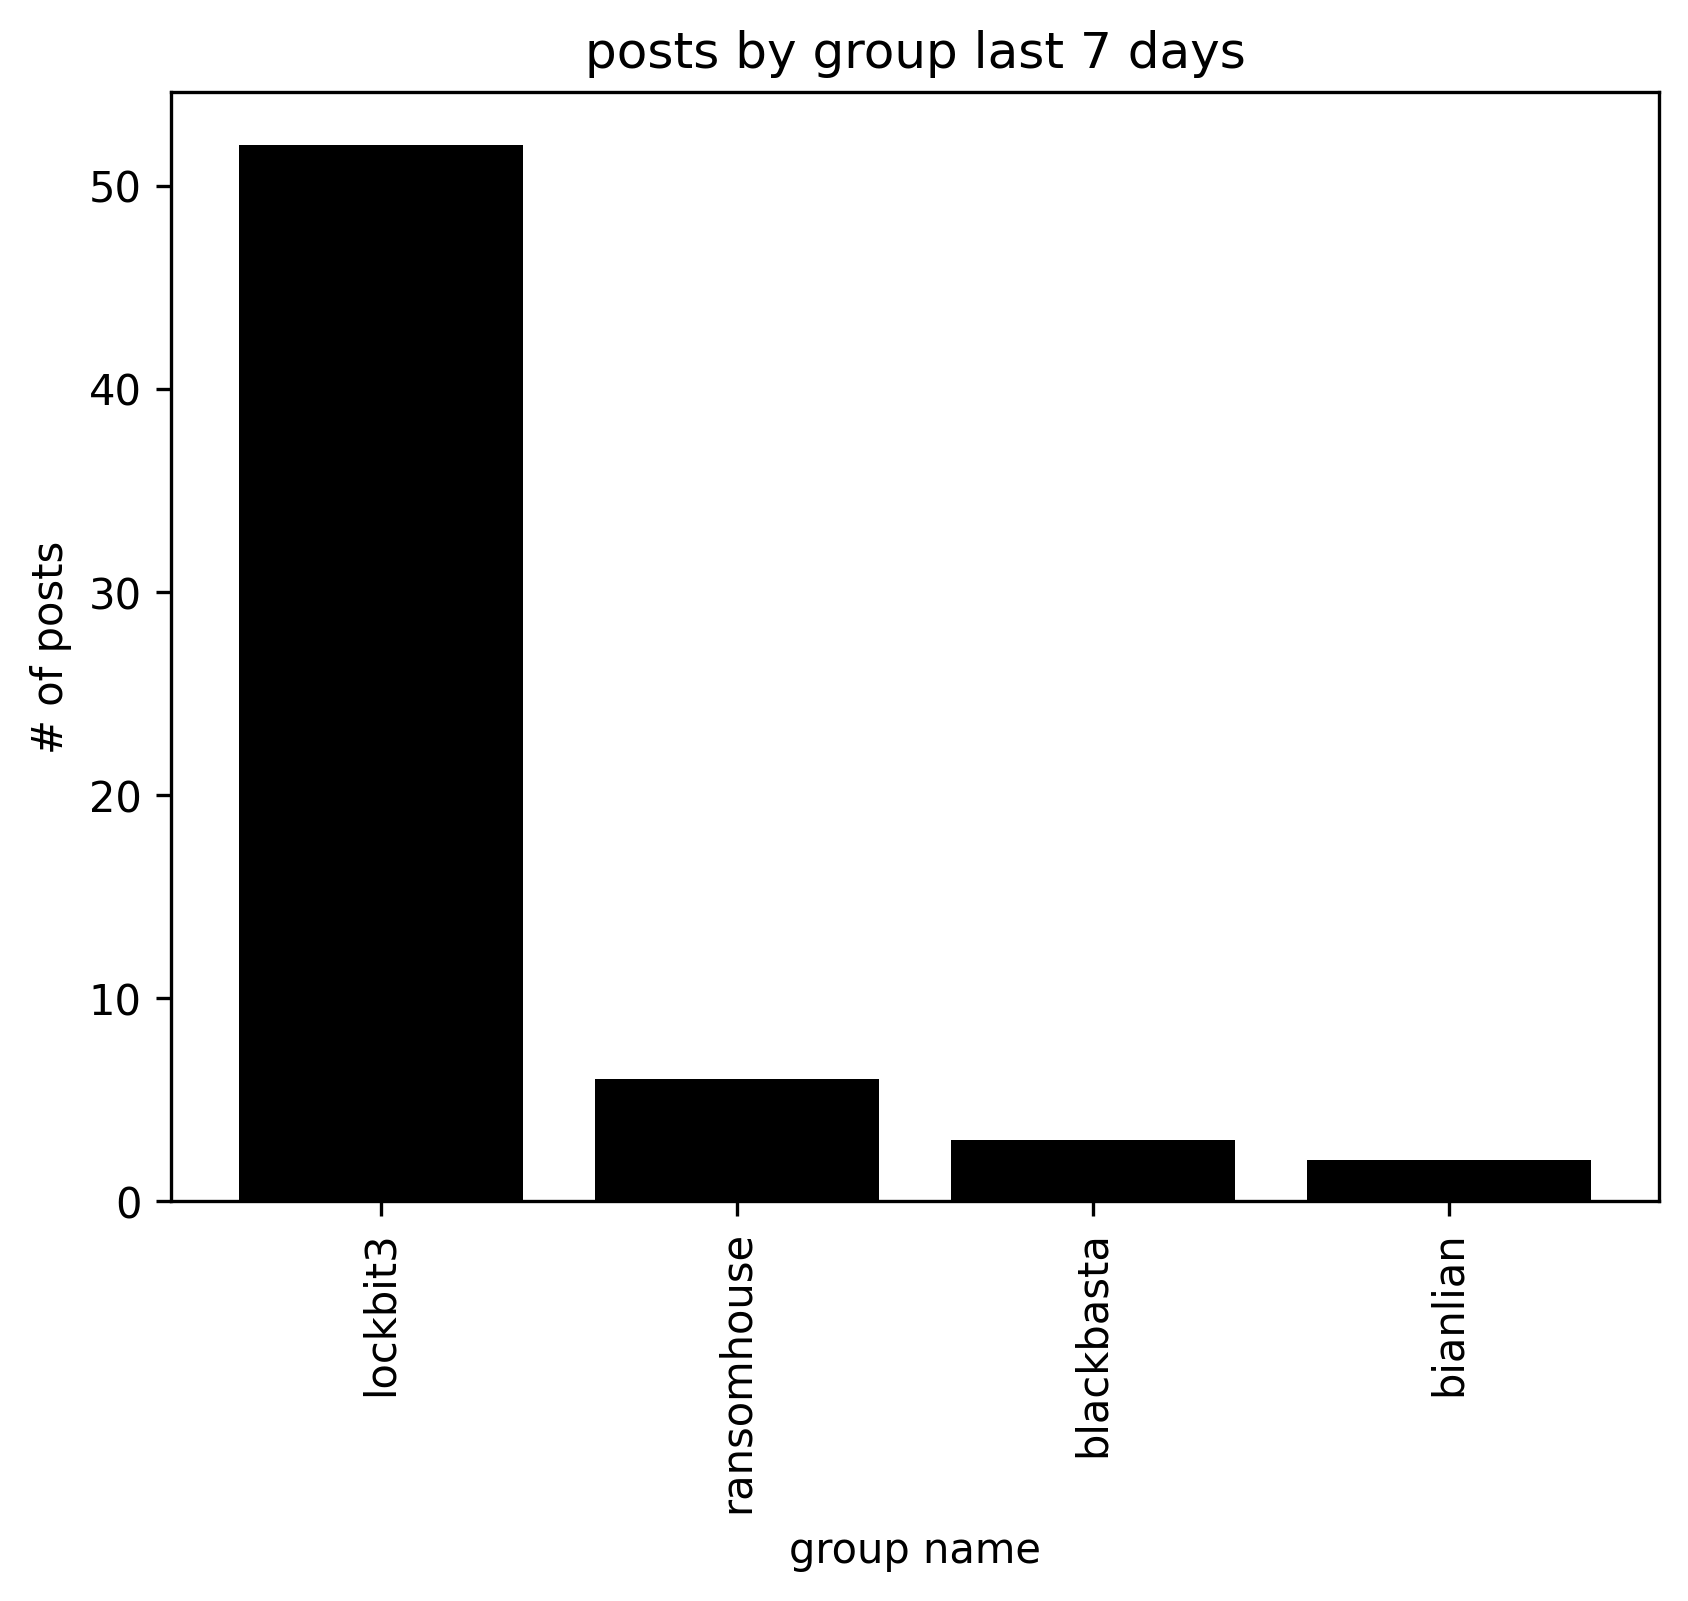 posts by group last 7 days
# of posts
50
40
30
20
10
0
lockbit3
ransomhouse
blackbasta
bianlian
group name